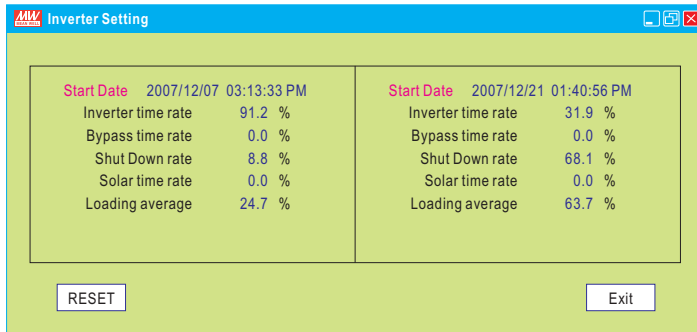 MW MEAN WELL Inverter Setting
Start Date 2007/12/07 03:13:33 PM
Inverter time rate 91.2 %
Bypass time rate 0.0 %
Shut Down rate 8.8 %
Solar time rate 0.0 %
Loading average 24.7 %
Start Date 2007/12/21 01:40:56 PM
Inverter time rate 31.9 %
Bypass time rate 0.0 %
Shut Down rate 68.1 %
Solar time rate 0.0 %
Loading average 63.7 %
RESET
Exit